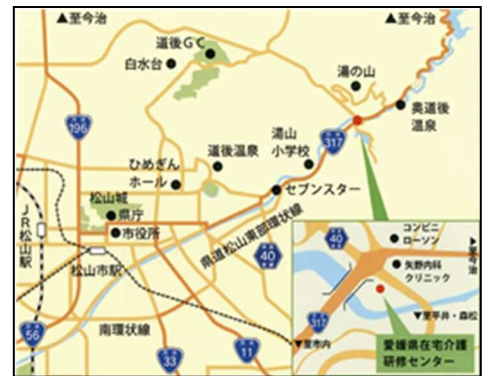 ▲至今治
▲至今治
道後GC
白水台
湯の山
奥道後
温泉
196
317
湯山
小学校
ひめぎん
ホール
道後温泉
セブンスター
松山城
県庁
市役所
JR松山駅
松山市駅
県道松山東部環状線
40
南環状線
56
33
11
40
コンビニ
ローソン
▲至今治
矢野内科
クリニック
317
▼至市内
▼至平井・森松
愛媛県在宅介護
研修センター